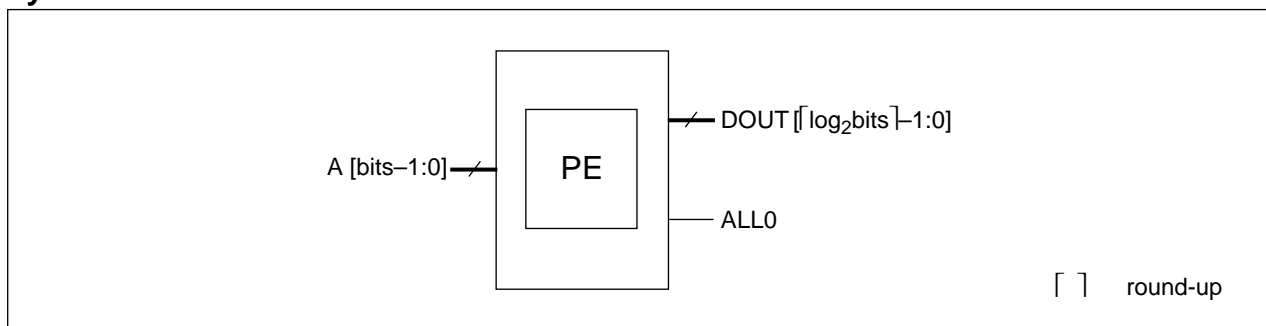 A [bits–1:0]
PE
DOUT [⌈log₂bits⌉–1:0]
ALL0
⌈ ⌉ round-up